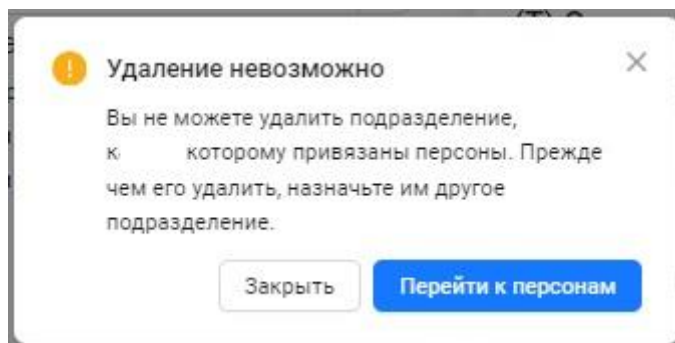 Удаление невозможно
Вы не можете удалить подразделение,
к которому привязаны персоны. Прежде
чем его удалить, назначьте им другое
подразделение.
Закрыть
Перейти к персонам